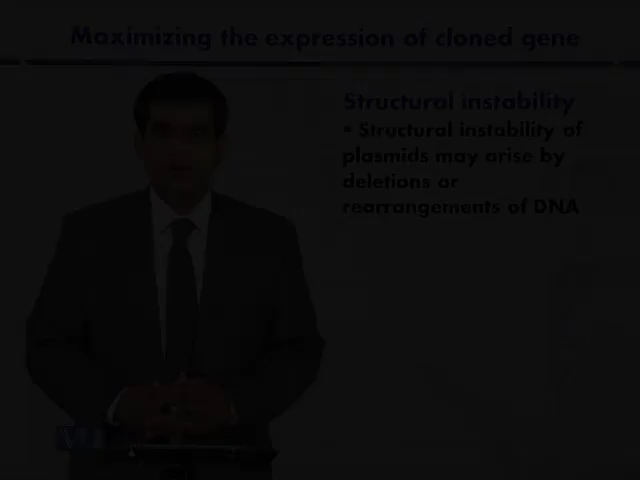 Maximizing the expression of cloned gene
Structural instability
• Structural instability of
plasmids may arise by
deletions or
rearrangements of DNA
VU